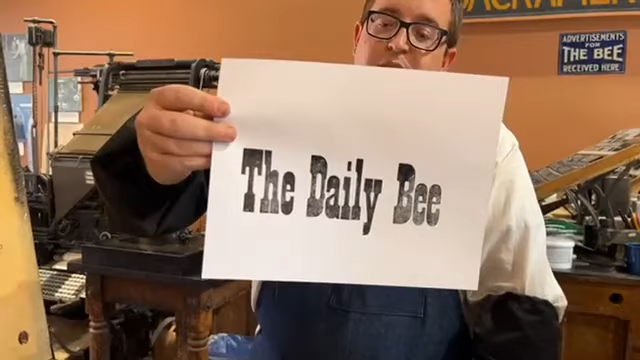 ADVERTISEMENTS
FOR
THE BEE
RECEIVED HERE
The Daily Bee